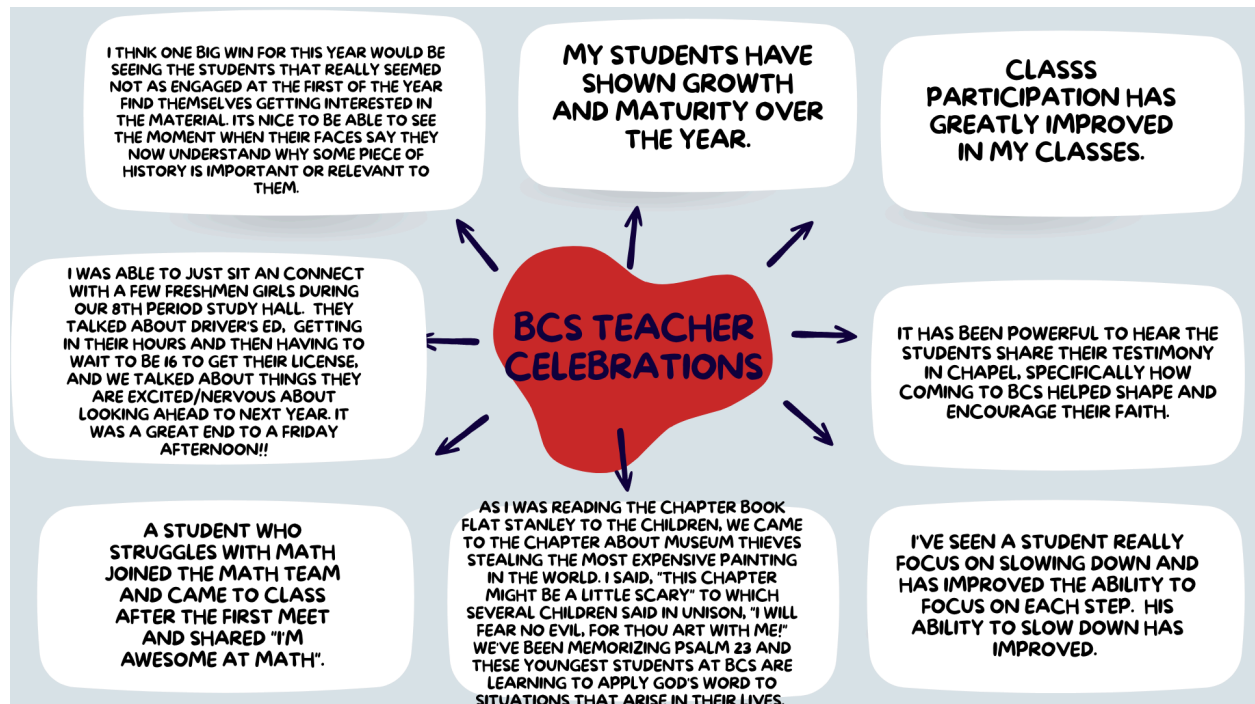 I THNK ONE BIG WIN FOR THIS YEAR WOULD BE
SEEING THE STUDENTS THAT REALLY SEEMED
NOT AS ENGAGED AT THE FIRST OF THE YEAR
FIND THEMSELVES GETTING INTERESTED IN
THE MATERIAL. ITS NICE TO BE ABLE TO SEE
THE MOMENT WHEN THEIR FACES SAY THEY
NOW UNDERSTAND WHY SOME PIECE OF
HISTORY IS IMPORTANT OR RELEVANT TO
THEM.
MY STUDENTS HAVE
SHOWN GROWTH
AND MATURITY OVER
THE YEAR.
CLASSS
PARTICIPATION HAS
GREATLY IMPROVED
IN MY CLASSES.
I WAS ABLE TO JUST SIT AN CONNECT
WITH A FEW FRESHMEN GIRLS DURING
OUR 8TH PERIOD STUDY HALL. THEY
TALKED ABOUT DRIVER'S ED, GETTING
IN THEIR HOURS AND THEN HAVING TO
WAIT TO BE 16 TO GET THEIR LICENSE,
AND WE TALKED ABOUT THINGS THEY
ARE EXCITED/NERVOUS ABOUT
LOOKING AHEAD TO NEXT YEAR. IT
WAS A GREAT END TO A FRIDAY
AFTERNOON!!
BCS TEACHER
CELEBRATIONS
IT HAS BEEN POWERFUL TO HEAR THE
STUDENTS SHARE THEIR TESTIMONY
IN CHAPEL, SPECIFICALLY HOW
COMING TO BCS HELPED SHAPE AND
ENCOURAGE THEIR FAITH.
A STUDENT WHO
STRUGGLES WITH MATH
JOINED THE MATH TEAM
AND CAME TO CLASS
AFTER THE FIRST MEET
AND SHARED "I'M
AWESOME AT MATH".
AS I WAS READING THE CHAPTER BOOK
FLAT STANLEY TO THE CHILDREN, WE CAME
TO THE CHAPTER ABOUT MUSEUM THIEVES
STEALING THE MOST EXPENSIVE PAINTING
IN THE WORLD. I SAID, "THIS CHAPTER
MIGHT BE A LITTLE SCARY" TO WHICH
SEVERAL CHILDREN SAID IN UNISON, "I WILL
FEAR NO EVIL, FOR THOU ART WITH ME!"
WE'VE BEEN MEMORIZING PSALM 23 AND
THESE YOUNGEST STUDENTS AT BCS ARE
LEARNING TO APPLY GOD'S WORD TO
SITUATIONS THAT ARISE IN THEIR LIVES.
I'VE SEEN A STUDENT REALLY
FOCUS ON SLOWING DOWN AND
HAS IMPROVED THE ABILITY TO
FOCUS ON EACH STEP. HIS
ABILITY TO SLOW DOWN HAS
IMPROVED.